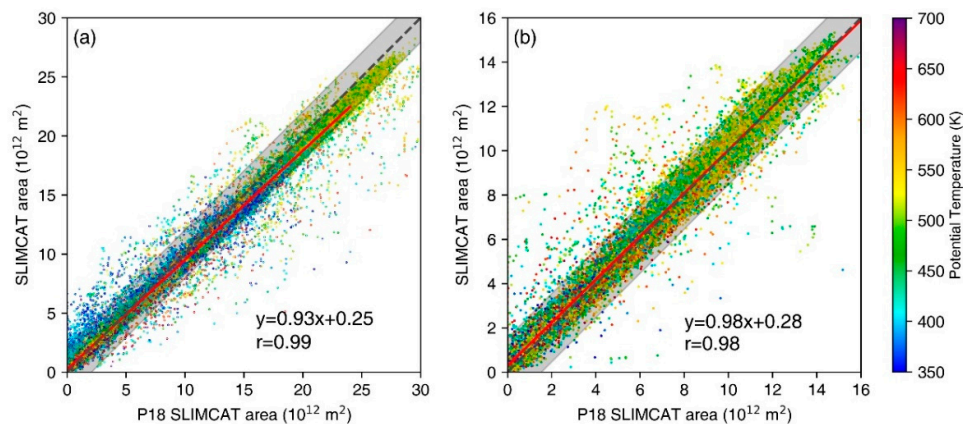 (a)
30
25
20
15
10
5
0
SLIMCAT area (10¹² m²)
0 5 10 15 20 25 30
P18 SLIMCAT area (10¹² m²)
y=0.93x+0.25
r=0.99
(b)
16
14
12
10
8
6
4
2
0
SLIMCAT area (10¹² m²)
0 2 4 6 8 10 12 14 16
P18 SLIMCAT area (10¹² m²)
y=0.98x+0.28
r=0.98
700
650
600
550
500
450
400
350
Potential Temperature (K)